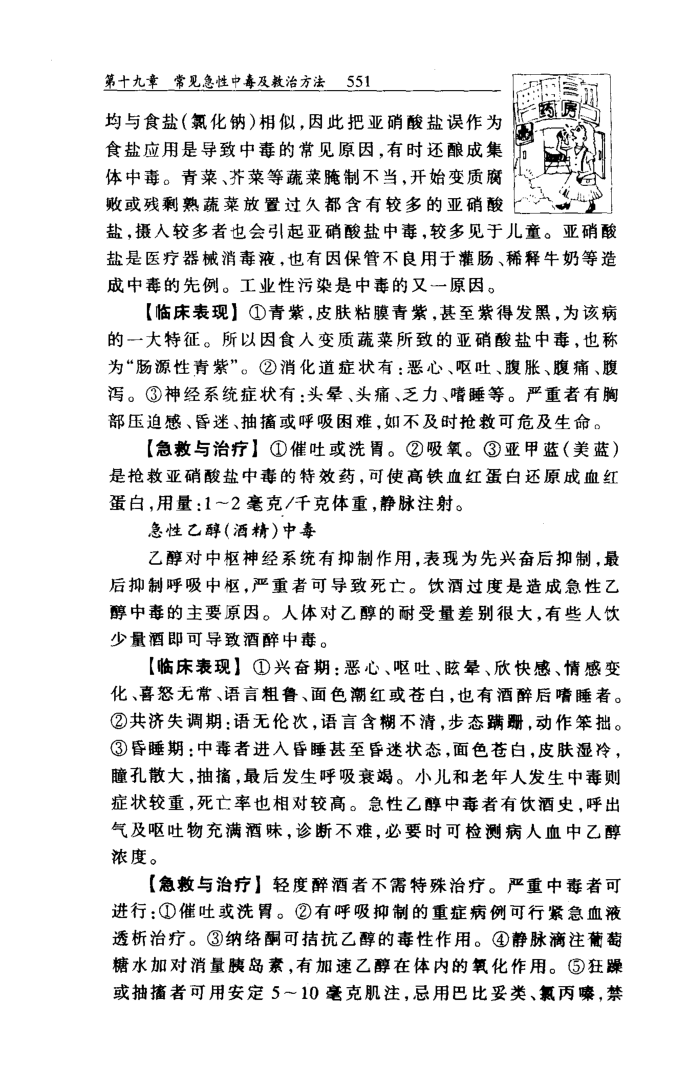 第十九章 常见急性中毒及救治方法 551
药房
均与食盐(氯化钠)相似,因此把亚硝酸盐误作为
食盐应用是导致中毒的常见原因,有时还酿成集
体中毒。青菜、芥菜等蔬菜腌制不当,开始变质腐
败或残剩熟蔬菜放置过久都含有较多的亚硝酸
盐,摄入较多者也会引起亚硝酸盐中毒,较多见于儿童。亚硝酸
盐是医疗器械消毒液,也有因保管不良用于灌肠、稀释牛奶等造
成中毒的先例。工业性污染是中毒的又一原因。
【临床表现】①青紫,皮肤粘膜青紫,甚至紫得发黑,为该病
的一大特征。所以因食入变质蔬菜所致的亚硝酸盐中毒,也称
为“肠源性青紫”。②消化道症状有:恶心、呕吐、腹胀、腹痛、腹
泻。③神经系统症状有:头晕、头痛、乏力、嗜睡等。严重者有胸
部压迫感、昏迷、抽搐或呼吸困难,如不及时抢救可危及生命。
【急救与治疗】①催吐或洗胃。②吸氧。③亚甲蓝(美蓝)
是抢救亚硝酸盐中毒的特效药,可使高铁血红蛋白还原成血红
蛋白,用量:1~2 毫克/千克体重,静脉注射。
急性乙醇(酒精)中毒
乙醇对中枢神经系统有抑制作用,表现为先兴奋后抑制,最
后抑制呼吸中枢,严重者可导致死亡。饮酒过度是造成急性乙
醇中毒的主要原因。人体对乙醇的耐受量差别很大,有些人饮
少量酒即可导致酒醉中毒。
【临床表现】①兴奋期:恶心、呕吐、眩晕、欣快感、情感变
化、喜怒无常、语言粗鲁、面色潮红或苍白,也有酒醉后嗜睡者。
②共济失调期:语无伦次,语言含糊不清,步态蹒跚,动作笨拙。
③昏睡期:中毒者进入昏睡甚至昏迷状态,面色苍白,皮肤湿冷,
瞳孔散大,抽搐,最后发生呼吸衰竭。小儿和老年人发生中毒则
症状较重,死亡率也相对较高。急性乙醇中毒者有饮酒史,呼出
气及呕吐物充满酒味,诊断不难,必要时可检测病人血中乙醇
浓度。
【急救与治疗】轻度醉酒者不需特殊治疗。严重中毒者可
进行:①催吐或洗胃。②有呼吸抑制的重症病例可行紧急血液
透析治疗。③纳络酮可拮抗乙醇的毒性作用。④静脉滴注葡萄
糖水加对消量胰岛素,有加速乙醇在体内的氧化作用。⑤狂躁
或抽搐者可用安定 5~10 毫克肌注,忌用巴比妥类、氯丙嗪,禁